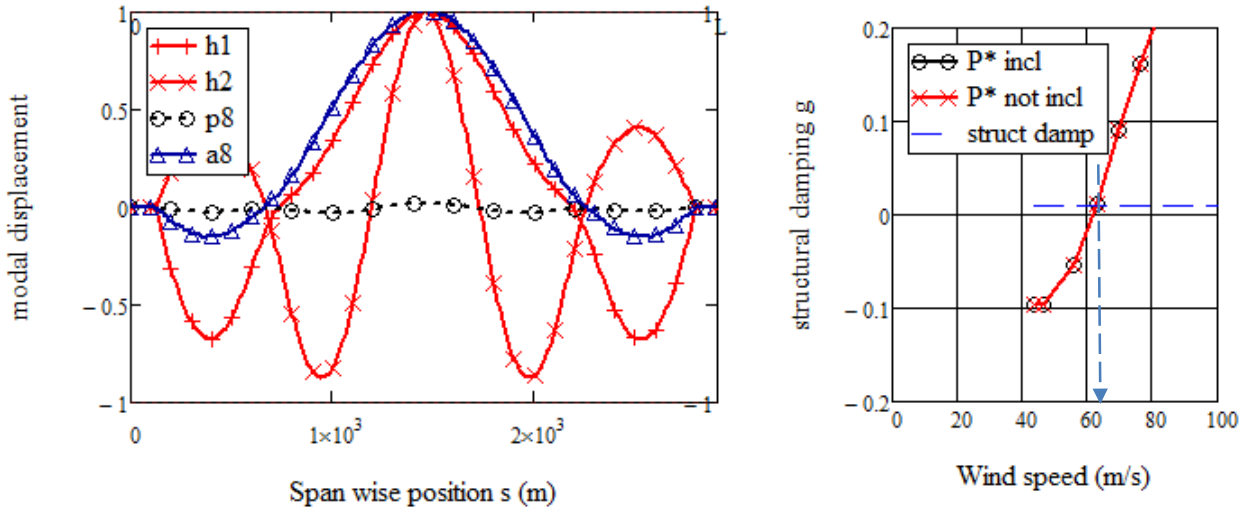 modal displacement
1
0.5
0
− 0.5
− 1
0
1
L
− 1
h1
h2
p8
a8
0
1×10³
2×10³
Span wise position s (m)
structural damping g
0.2
0.1
0
− 0.1
− 0.2
P* incl
P* not incl
struct damp
0
20
40
60
80
100
Wind speed (m/s)